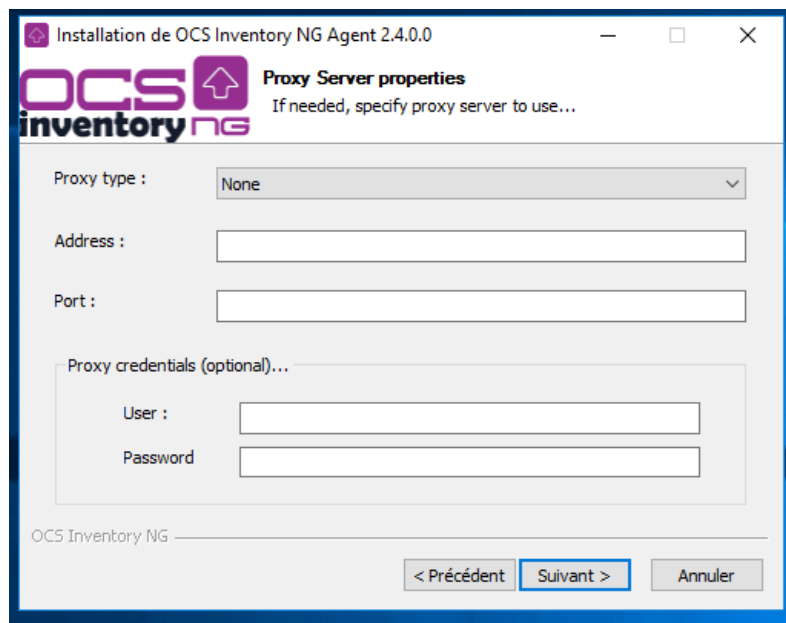 Installation de OCS Inventory NG Agent 2.4.0.0
OCS
inventory NG
Proxy Server properties
If needed, specify proxy server to use...
Proxy type :
None
Address :
Port :
Proxy credentials (optional)...
User :
Password
OCS Inventory NG
< Précédent
Suivant >
Annuler